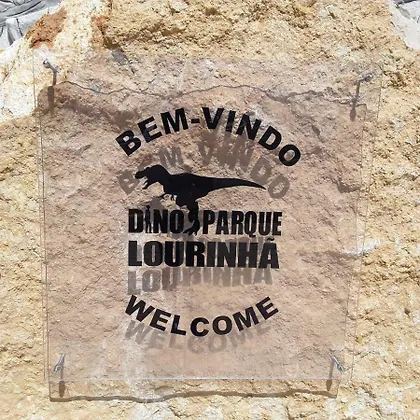 BEM-VINDO
DINO PARQUE
LOURINHÃ
WELCOME